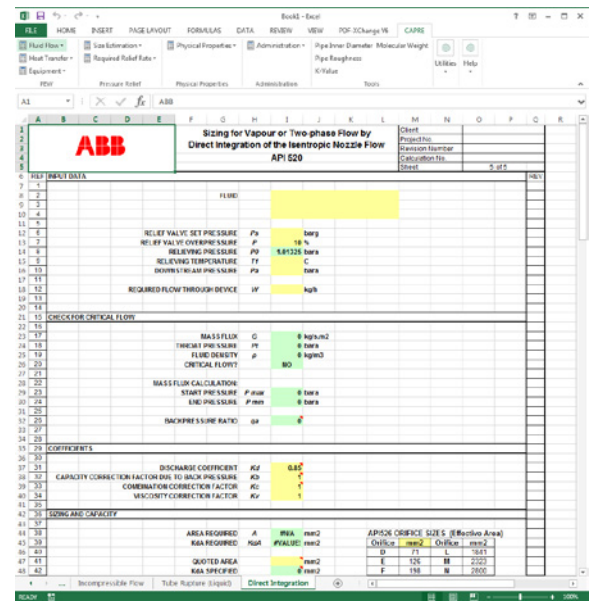 Book1 - Excel
FILE HOME INSERT PAGE LAYOUT FORMULAS DATA REVIEW VIEW PDF-XChange V6 CAPRE
Fluid Flow Size Estimation Physical Properties Administration Pipe Inner Diameter Molecular Weight
Heat Transfer Required Relief Rate Pipe Roughness Utilities Help
Equipment K-Value
Pressure Relief Physical Properties Administration Tools
A1 fx ABB
A B C D E F G H I J K L M N O P Q R
ABB
Sizing for Vapour or Two-phase Flow by
Direct Integration of the Isentropic Nozzle Flow
API 520
Client
Project No.
Revision Number
Calculation No.
Sheet 5 of 5
REF INPUT DATA REV
FLUID
RELIEF VALVE SET PRESSURE Ps barg
RELIEF VALVE OVERPRESSURE P 10 %
RELIEVING PRESSURE P0 1.01325 bara
RELIEVING TEMPERATURE C
DOWNSTREAM PRESSURE Pa bara
REQUIRED FLOW THROUGH DEVICE W kg/h
15 CHECK FOR CRITICAL FLOW
MASS FLUX G 0 kg/s.m2
THROAT PRESSURE Pt 0 bara
FLUID DENSITY ρ 0 kg/m3
CRITICAL FLOW? NO
MASS FLUX CALCULATION:
START PRESSURE P max 0 bara
END PRESSURE P min 0 bara
BACKPRESSURE RATIO 0
29 COEFFICIENTS
DISCHARGE COEFFICIENT Kd 0.85
CAPACITY CORRECTION FACTOR DUE TO BACK PRESSURE Kb 1
COMBINATION CORRECTION FACTOR Kc 1
VISCOSITY CORRECTION FACTOR Kv 1
36 SIZING AND CAPACITY
AREA REQUIRED A #N/A mm2
KdA REQUIRED KdA #VALUE! mm2
QUOTED AREA mm2
KdA SPECIFIED 0 mm2
API526 ORIFICE SIZES (Effective Area)
Orifice mm2 Orifice mm2
D 71 L 1841
E 126 M 2323
F 198 N 2800
... Incompressible Flow Tube Rupture (Liquid) Direct Integration
READY 100%